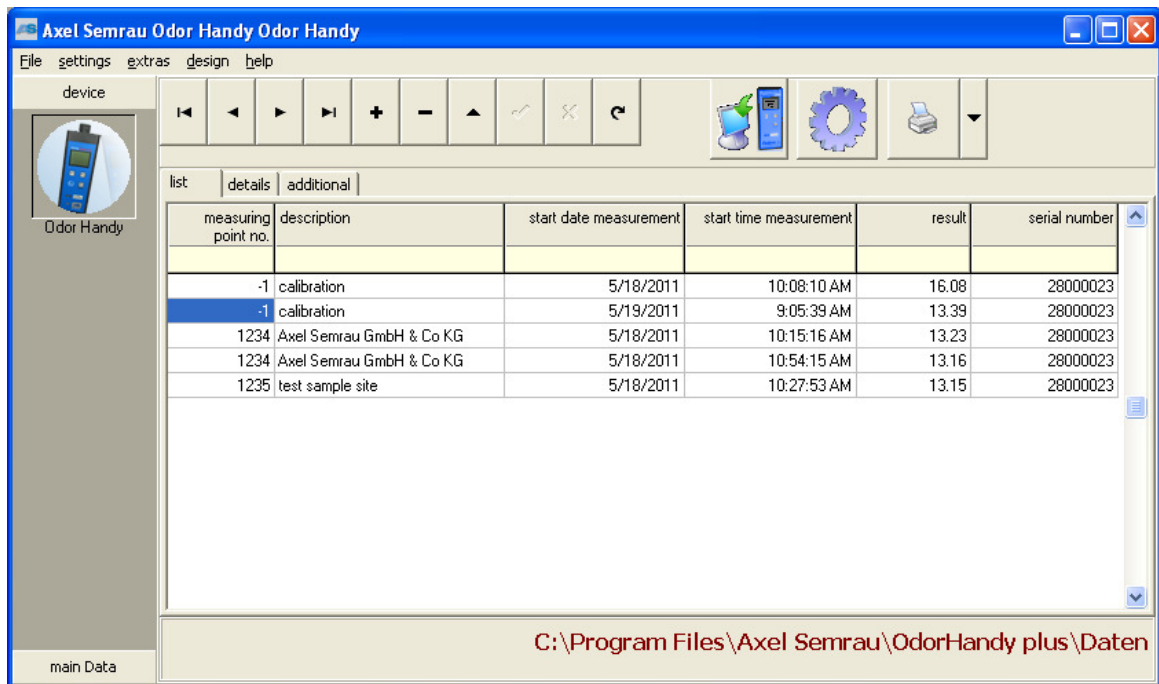 Axel Semrau Odor Handy Odor Handy
File settings extras design help
device
Odor Handy
list details additional
measuring point no. description start date measurement start time measurement result serial number
-1 calibration 5/18/2011 10:08:10 AM 16.08 28000023
-1 calibration 5/19/2011 9:05:39 AM 13.39 28000023
1234 Axel Semrau GmbH & Co KG 5/18/2011 10:15:16 AM 13.23 28000023
1234 Axel Semrau GmbH & Co KG 5/18/2011 10:54:15 AM 13.16 28000023
1235 test sample site 5/18/2011 10:27:53 AM 13.15 28000023
C:\Program Files\Axel Semrau\OdorHandy plus\Daten
main Data